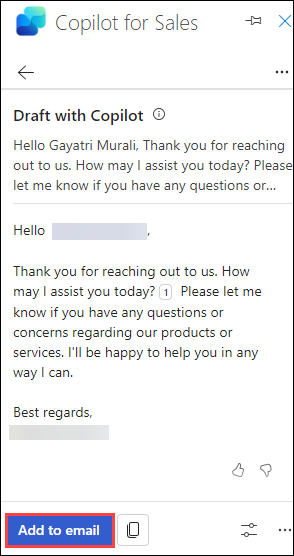 Copilot for Sales
Draft with Copilot
Hello Gayatri Murali, Thank you for reaching
out to us. How may I assist you today? Please
let me know if you have any questions or...
Hello ,
Thank you for reaching out to us. How
may I assist you today? 1 Please let me
know if you have any questions or
concerns regarding our products or
services. I'll be happy to help you in any
way I can.
Best regards,
Add to email